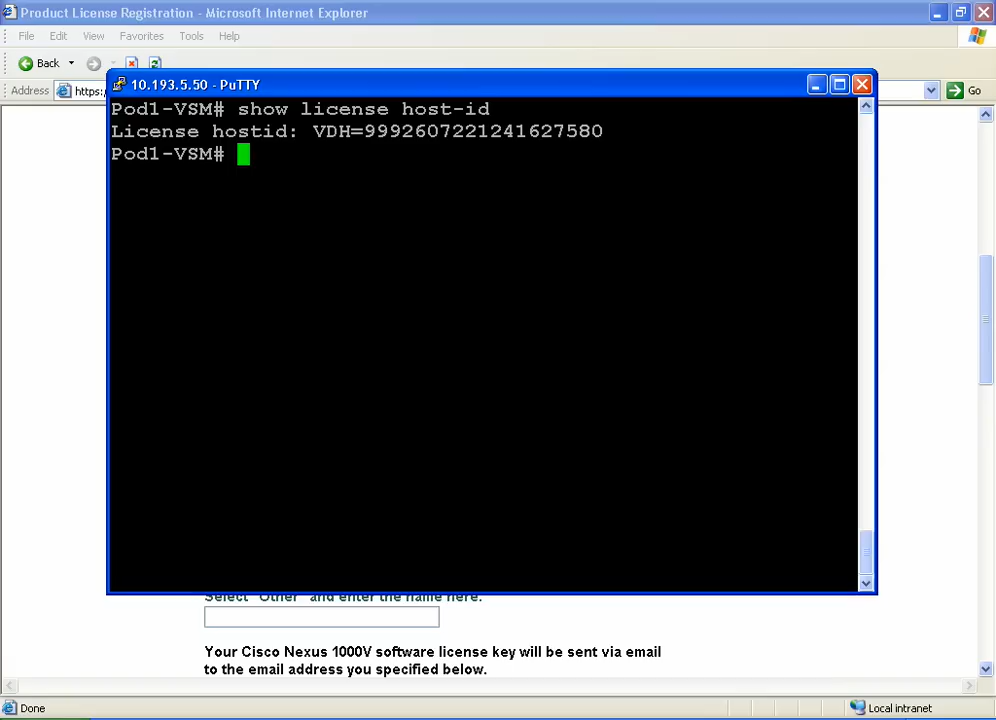 Product License Registration - Microsoft Internet Explorer
File Edit View Favorites Tools Help
Back
Address https: Go
10.193.5.50 - PuTTY
Pod1-VSM# show license host-id
License hostid: VDH=9992607221241627580
Pod1-VSM#
Select "Other" and enter the name here.
Your Cisco Nexus 1000V software license key will be sent via email
to the email address you specified below.
Done Local intranet